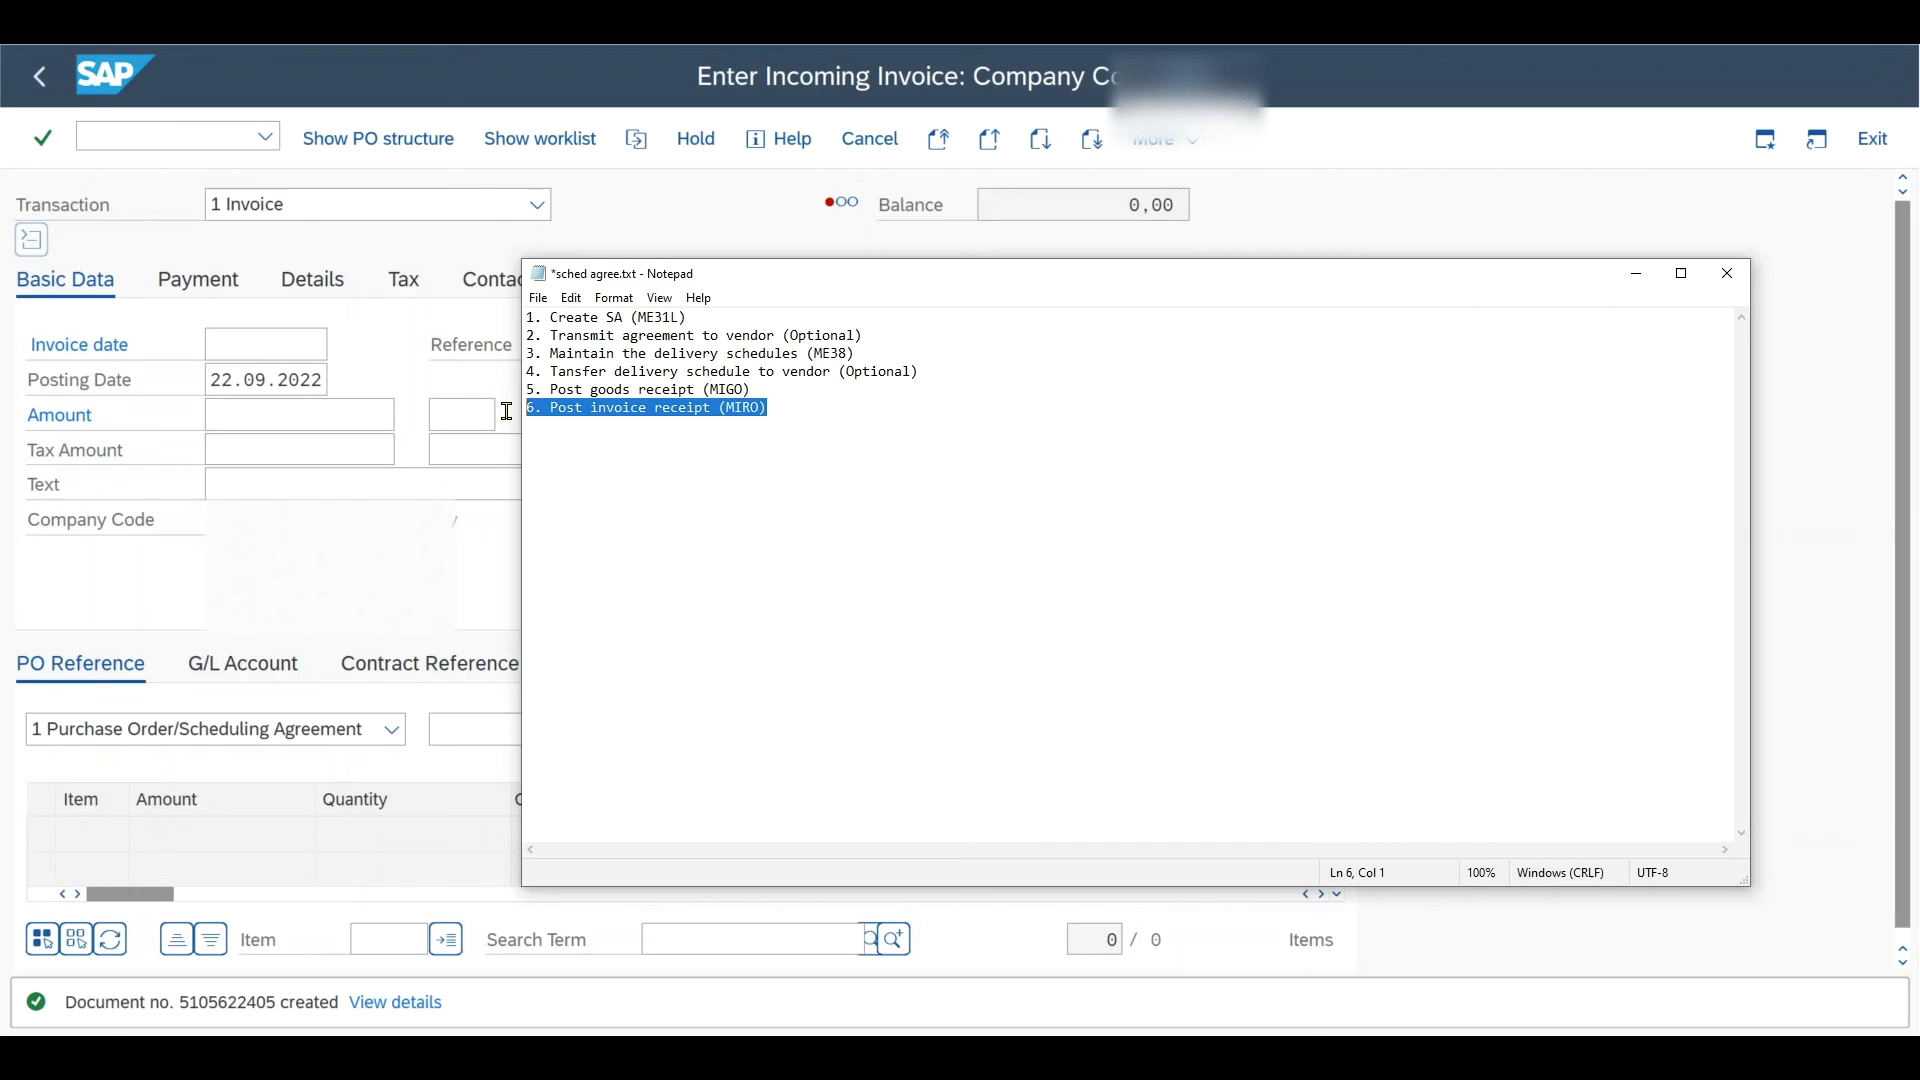 SAP
Enter Incoming Invoice: Company
Show PO structure
Show worklist
Hold
Help
Cancel
More
Exit
Transaction
1 Invoice
Balance
0,00
Basic Data
Payment
Details
Tax
Invoice date
Reference
Posting Date
22.09.2022
Amount
Tax Amount
Text
Company Code
/
*sched agree.txt - Notepad
File Edit Format View Help
1. Create SA (ME31L)
2. Transmit agreement to vendor (Optional)
3. Maintain the delivery schedules (ME38)
4. Tansfer delivery schedule to vendor (Optional)
5. Post goods receipt (MIGO)
6. Post invoice receipt (MIRO)
Ln 6, Col 1
100%
Windows (CRLF)
UTF-8
PO Reference
G/L Account
Contract Reference
1 Purchase Order/Scheduling Agreement
Item
Amount
Quantity
Item
Search Term
0 / 0
Items
Document no. 5105622405 created View details